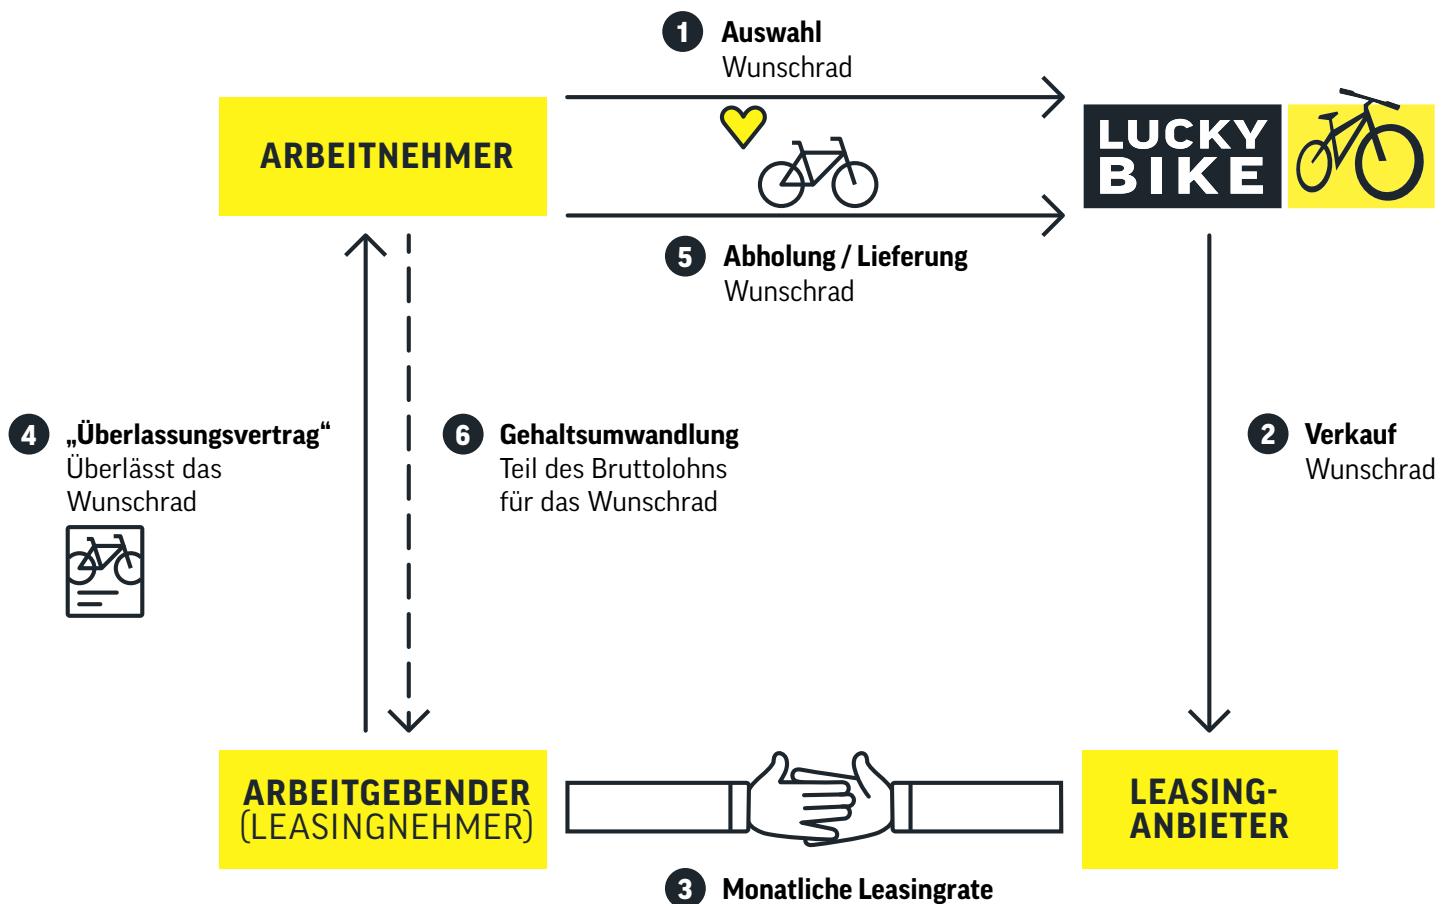 1 Auswahl
Wunschrad
ARBEITNEHMER
LUCKY
BIKE
5 Abholung / Lieferung
Wunschrad
4 „Überlassungsvertrag“
Überlässt das
Wunschrad
6 Gehaltsumwandlung
Teil des Bruttolohns
für das Wunschrad
2 Verkauf
Wunschrad
ARBEITGEBENDER
(LEASINGNEHMER)
LEASING-
ANBIETER
3 Monatliche Leasingrate